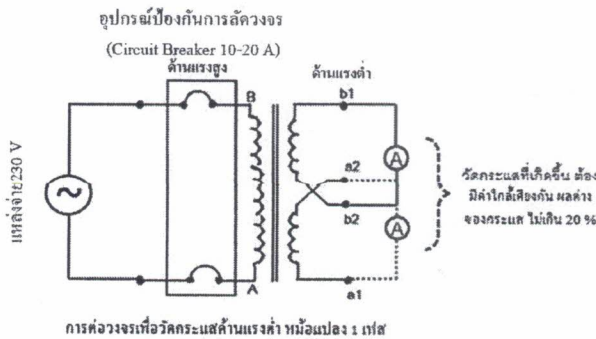 อุปกรณ์ป้องกันการลัดวงจร
(Circuit Breaker 10-20 A)
ด้านแรงสูง
ด้านแรงต่ำ
B
b1
A
a2
แหล่งจ่าย230 V
b2
A
A
a1
วัดกระแสที่เกิดขึ้น ต้อง
มีค่าใกล้เคียงกัน ผลต่าง
ของกระแส ไม่เกิน 20 %
การต่อวงจรเพื่อวัดกระแสด้านแรงต่ำ หม้อแปลง 1 เฟส